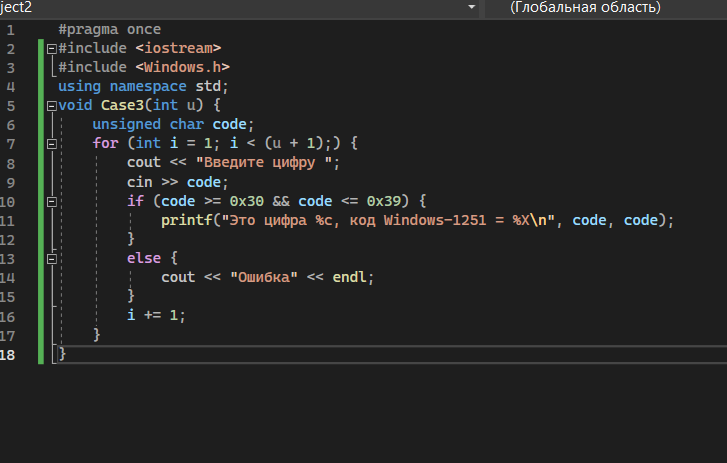 ject2 (Глобальная область)
1 #pragma once
2 #include <iostream>
3 #include <Windows.h>
4 using namespace std;
5 void Case3(int u) {
6 unsigned char code;
7 for (int i = 1; i < (u + 1);) {
8 cout << "Введите цифру ";
9 cin >> code;
10 if (code >= 0x30 && code <= 0x39) {
11 printf("Это цифра %c, код Windows-1251 = %X\n", code, code);
12 }
13 else {
14 cout << "Ошибка" << endl;
15 }
16 i += 1;
17 }
18 }